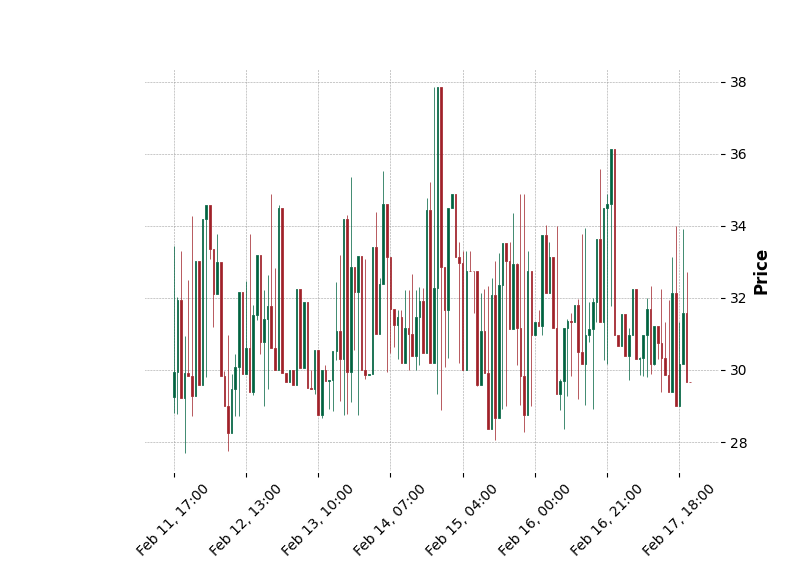 38
36
34
32
30
28
Price
Feb 11, 17:00
Feb 12, 13:00
Feb 13, 10:00
Feb 14, 07:00
Feb 15, 04:00
Feb 16, 00:00
Feb 16, 21:00
Feb 17, 18:00